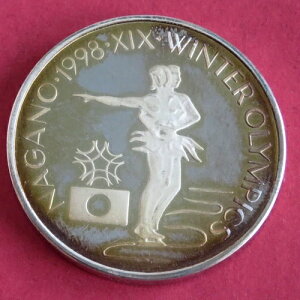 NAGANO · 1998 · XIX · WINTER OLYMPICS